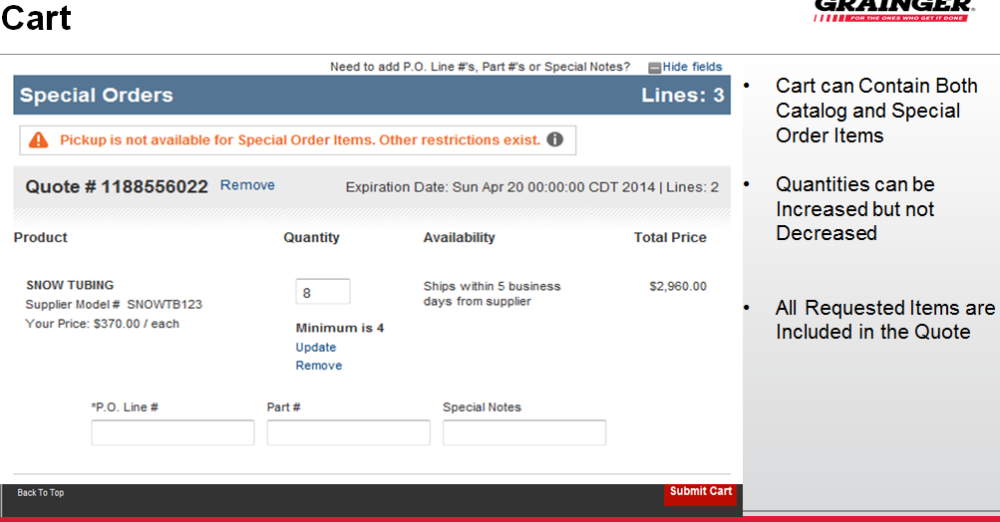 Cart
GRAINGER
FOR THE ONES WHO GET IT DONE
Need to add P.O. Line #'s, Part #'s or Special Notes? Hide fields
Special Orders Lines: 3
Pickup is not available for Special Order Items. Other restrictions exist.
Quote # 1188556022 Remove Expiration Date: Sun Apr 20 00:00:00 CDT 2014 | Lines: 2
Product Quantity Availability Total Price
SNOW TUBING
Supplier Model # SNOWTB123
Your Price: $370.00 / each
8
Minimum is 4
Update
Remove
Ships within 5 business
days from supplier
$2,960.00
*P.O. Line # Part # Special Notes
Back To Top Submit Cart
• Cart can Contain Both
Catalog and Special
Order Items
• Quantities can be
Increased but not
Decreased
• All Requested Items are
Included in the Quote